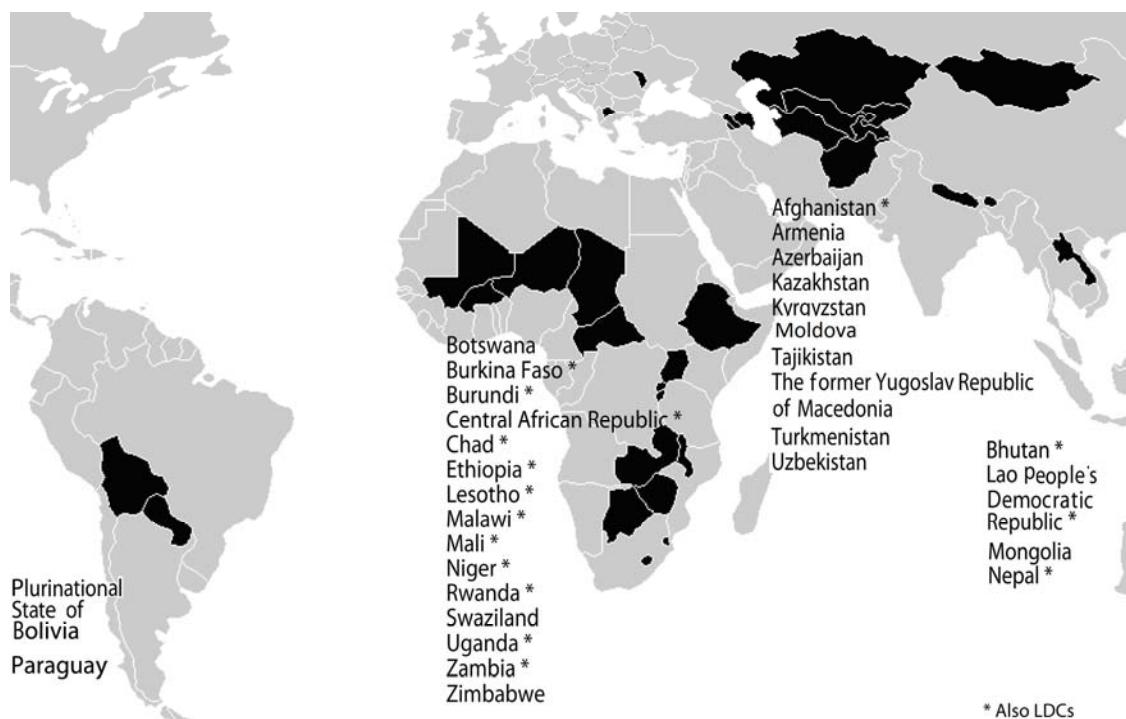 Plurinational
State of
Bolivia
Paraguay
Botswana
Burkina Faso *
Burundi *
Central African Republic *
Chad *
Ethiopia *
Lesotho *
Malawi *
Mali *
Niger *
Rwanda *
Swaziland
Uganda *
Zambia *
Zimbabwe
Afghanistan *
Armenia
Azerbaijan
Kazakhstan
Kyrgyzstan
Moldova
Tajikistan
The former Yugoslav Republic
of Macedonia
Turkmenistan
Uzbekistan
Bhutan *
Lao people's
Democratic
Republic *
Mongolia
Nepal *
* Also LDCs